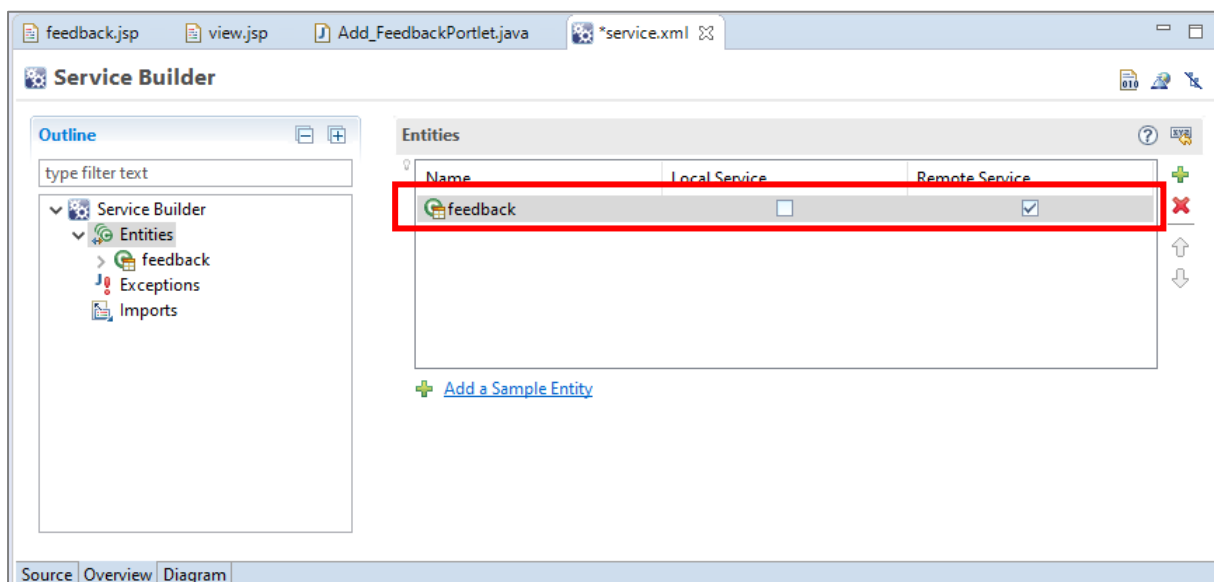 feedback.jsp view.jsp Add_FeedbackPortlet.java *service.xml
Service Builder
010
Outline
type filter text
Service Builder
Entities
feedback
Exceptions
Imports
Entities
Name Local Service Remote Service
feedback
Add a Sample Entity
Source Overview Diagram